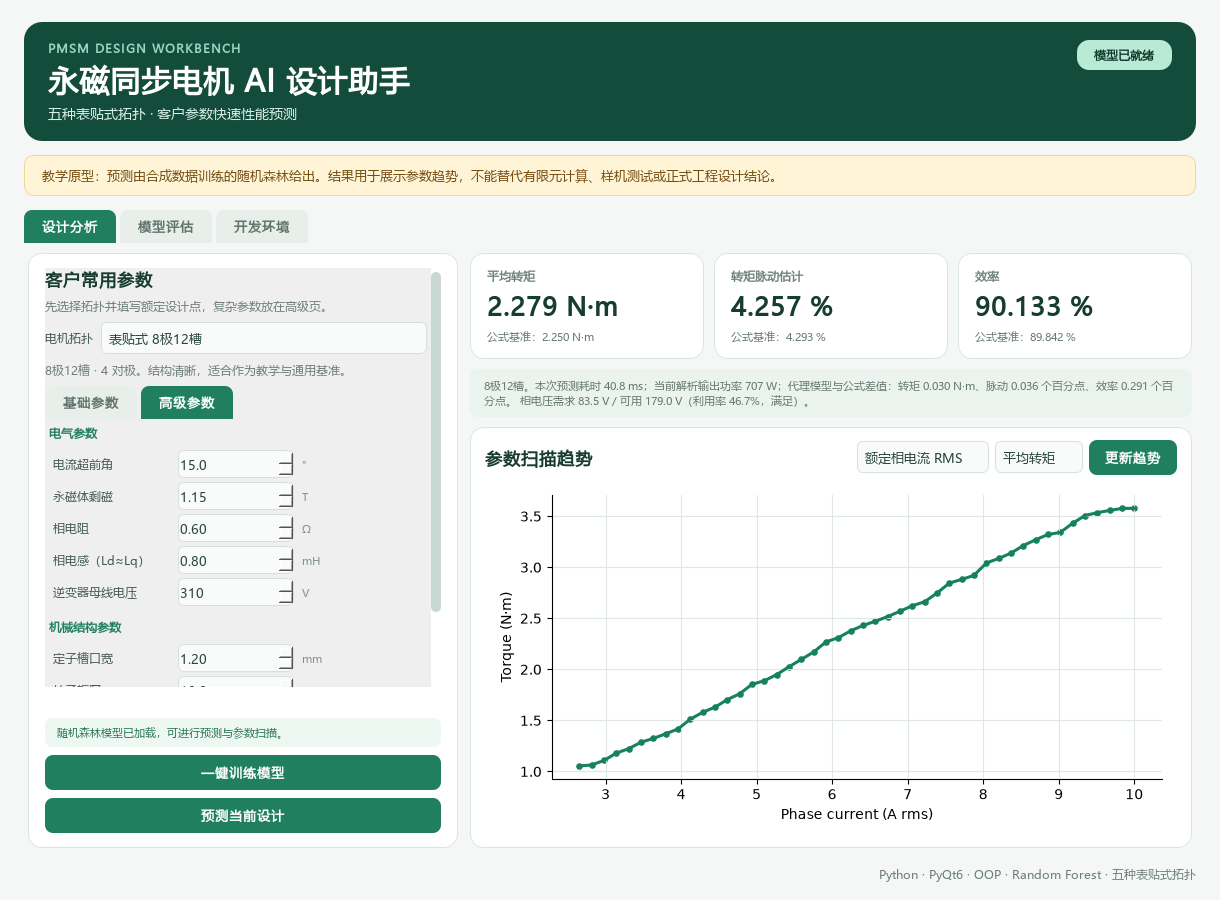 PMSM DESIGN WORKBENCH
永磁同步电机 AI 设计助手
五种表贴式拓扑 · 客户参数快速性能预测
模型已就绪
教学原型：预测由合成数据训练的随机森林给出。结果用于展示参数趋势，不能替代有限元计算、样机测试或正式工程设计结论。
设计分析
模型评估
开发环境
客户常用参数
先选择拓扑并填写额定设计点，复杂参数放在高级页。
电机拓扑
表贴式 8极12槽
8极12槽 · 4 对极。结构清晰，适合作为教学与通用基准。
基础参数
高级参数
电气参数
电流超前角 15.0 °
永磁体剩磁 1.15 T
相电阻 0.60 Ω
相电感（Ld≈Lq） 0.80 mH
逆变器母线电压 310 V
机械结构参数
定子槽口宽 1.20 mm
随机森林模型已加载，可进行预测与参数扫描。
一键训练模型
预测当前设计
平均转矩
2.279 N·m
公式基准：2.250 N·m
转矩脉动估计
4.257 %
公式基准：4.293 %
效率
90.133 %
公式基准：89.842 %
8极12槽。本次预测耗时 40.8 ms；当前解析输出功率 707 W；代理模型与公式差值：转矩 0.030 N·m、脉动 0.036 个百分点、效率 0.291 个百
分点。 相电压需求 83.5 V / 可用 179.0 V（利用率 46.7%，满足）。
参数扫描趋势
额定相电流 RMS
平均转矩
更新趋势
Torque (N·m)
3.5
3.0
2.5
2.0
1.5
1.0
3 4 5 6 7 8 9 10
Phase current (A rms)
Python · PyQt6 · OOP · Random Forest · 五种表贴式拓扑